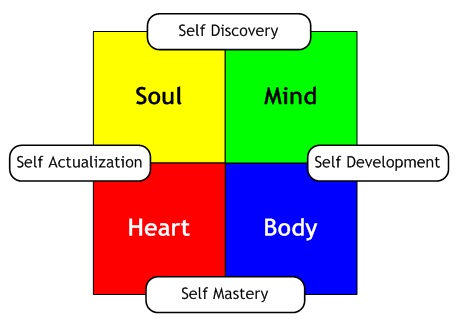 Self Discovery
Soul
Mind
Self Actualization
Self Development
Heart
Body
Self Mastery